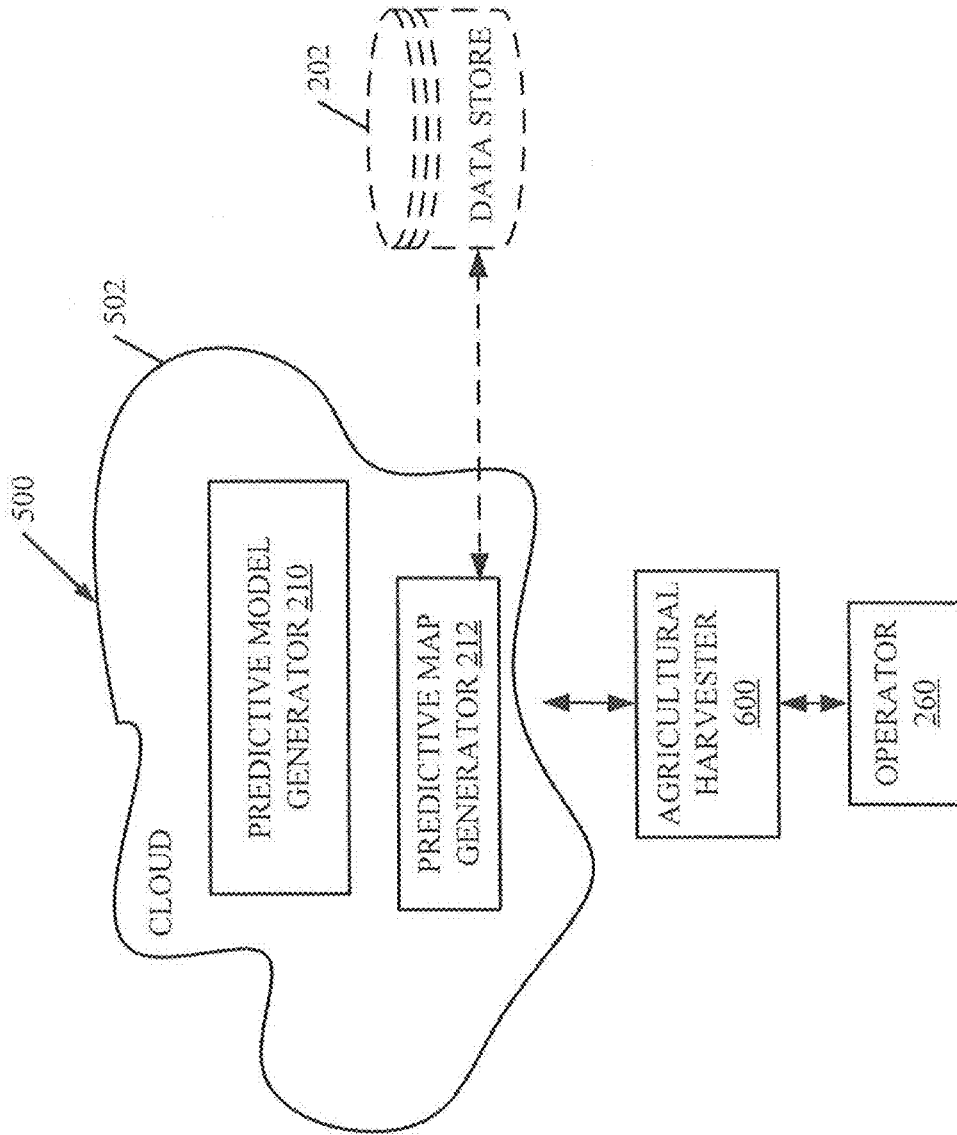 500
502
CLOUD
PREDICTIVE MODEL
GENERATOR 210
PREDICTIVE MAP
GENERATOR 212
202
DATA STORE
AGRICULTURAL
HARVESTER
600
OPERATOR
260